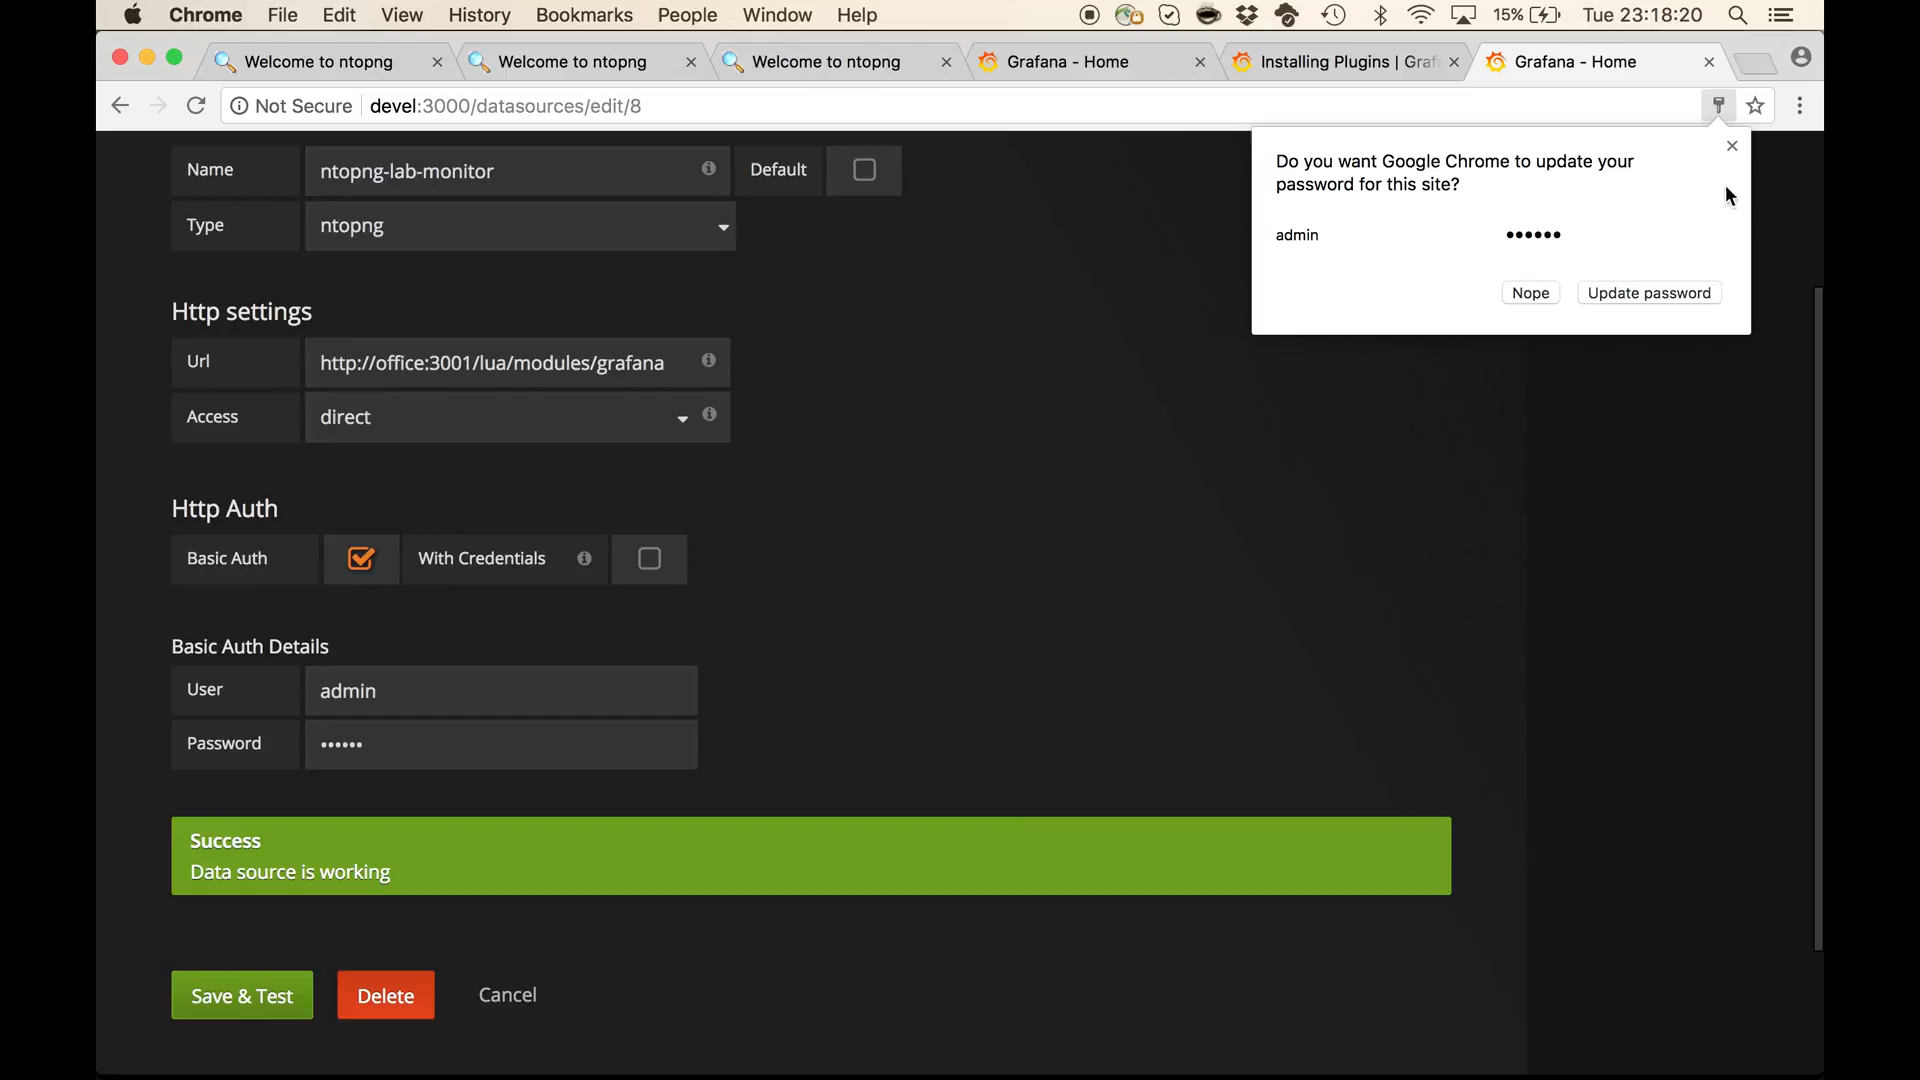 Chrome File Edit View History Bookmarks People Window Help 15% Tue 23:18:20
Welcome to ntopng Welcome to ntopng Welcome to ntopng Grafana - Home Installing Plugins | Graf Grafana - Home
Not Secure devel:3000/datasources/edit/8
Do you want Google Chrome to update your
password for this site?
admin ••••••
Nope Update password
Name ntopng-lab-monitor Default
Type ntopng
Http settings
Url http://office:3001/lua/modules/grafana
Access direct
Http Auth
Basic Auth With Credentials
Basic Auth Details
User admin
Password ••••••
Success
Data source is working
Save & Test Delete Cancel